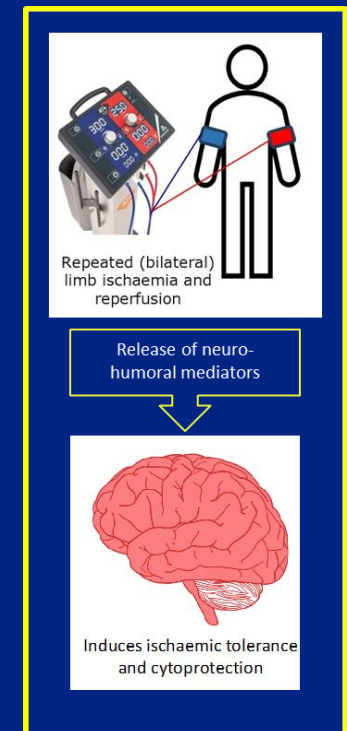 300
250
000
000
000
Repeated (bilateral)
limb ischaemia and
reperfusion
Release of neuro-
humoral mediators
Induces ischaemic tolerance
and cytoprotection